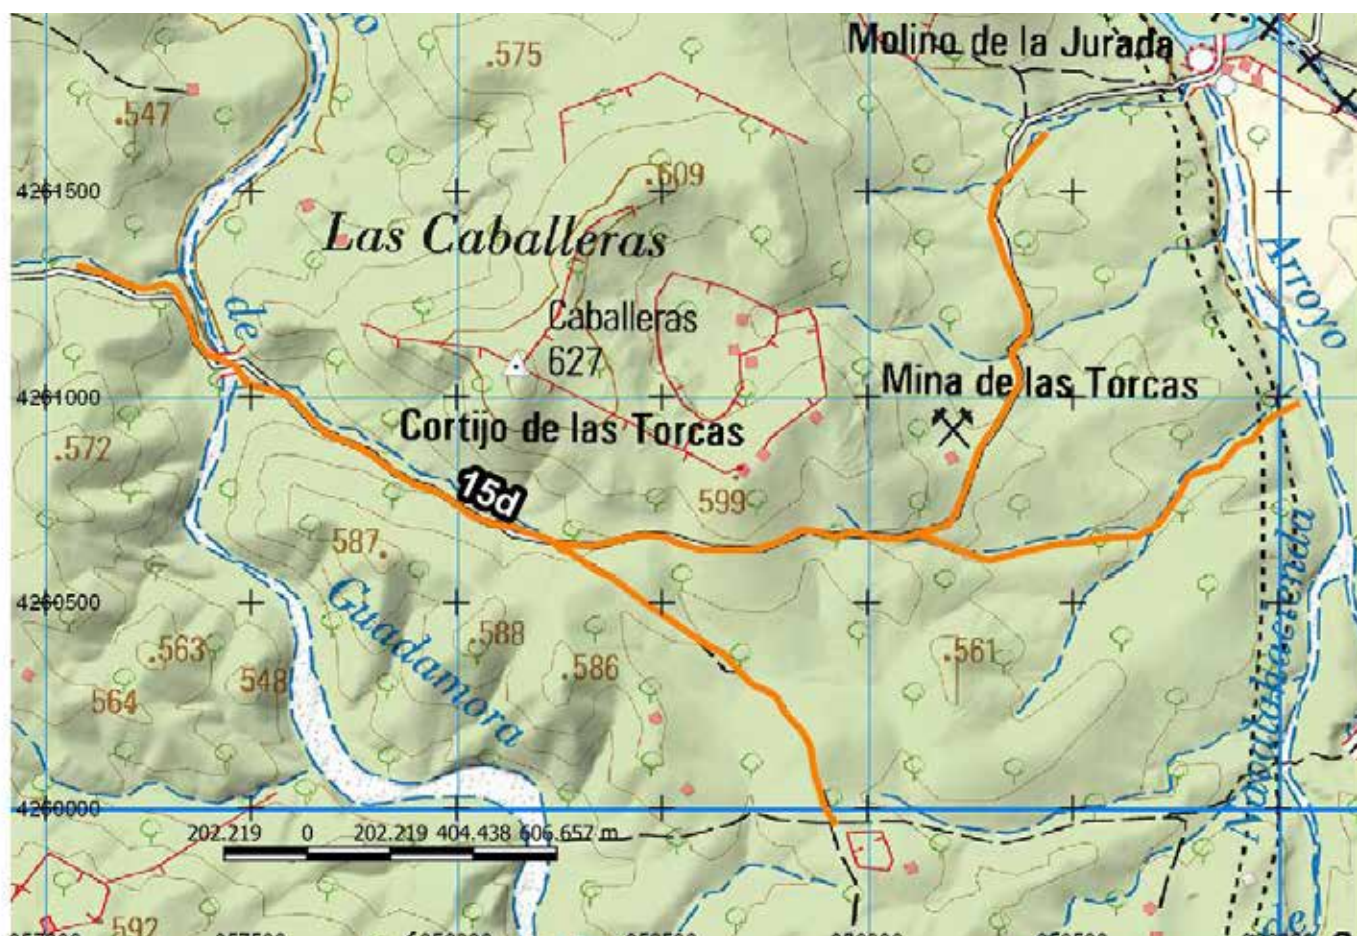 Molino de la Jurada
.575
.547
4261500
.609
Las Caballeras
Arroyo
de
Caballeras
627
Mina de las Torcas
4261000
Cortijo de las Torcas
.572
15d
599
587.
4260500
Guadamora
.588
.563
.561
548
.586
564
4260000
202.219 0 202.219 404.438 606.657 m
de
.592